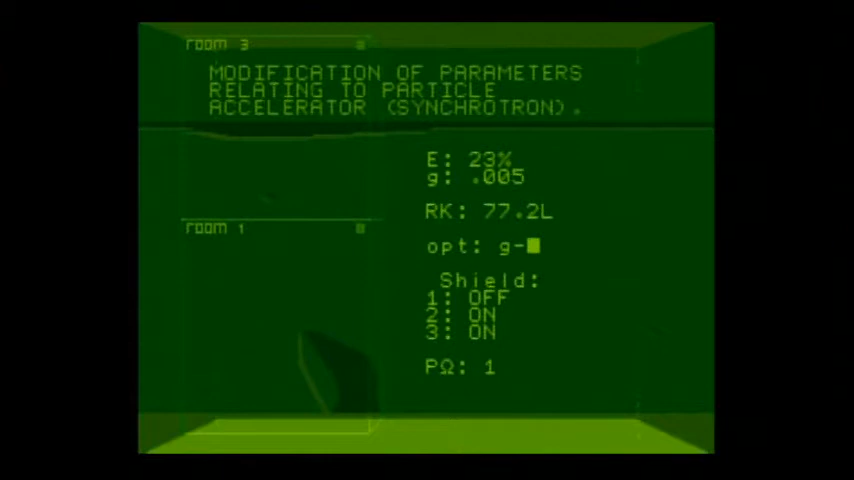 room 3
MODIFICATION OF PARAMETERS
RELATING TO PARTICLE
ACCELERATOR (SYNCHROTRON).
E: 23%
g: .005
RK: 77.2L
room 1
opt: g-
Shield:
1: OFF
2: ON
3: ON
PΩ: 1